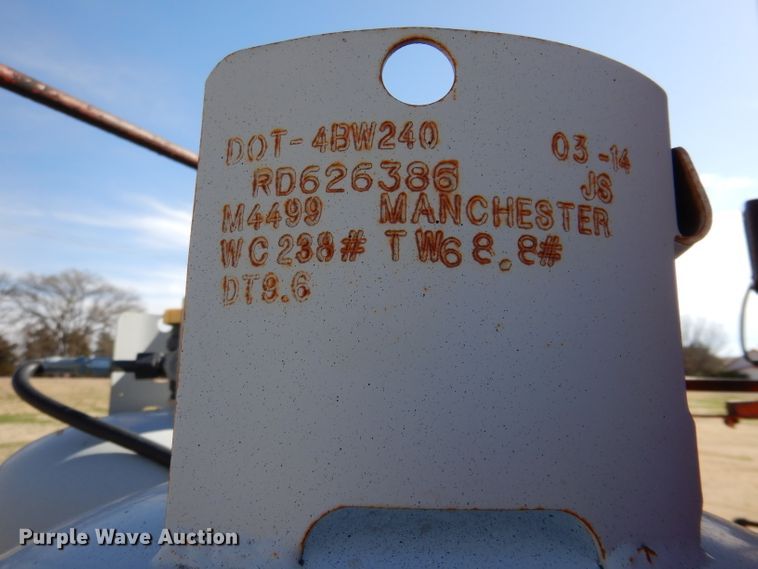 DOT-4BW240 03-14
RD626386 JS
M4499 MANCHESTER
WC238# TW68.8#
DT9.6
Purple Wave Auction®